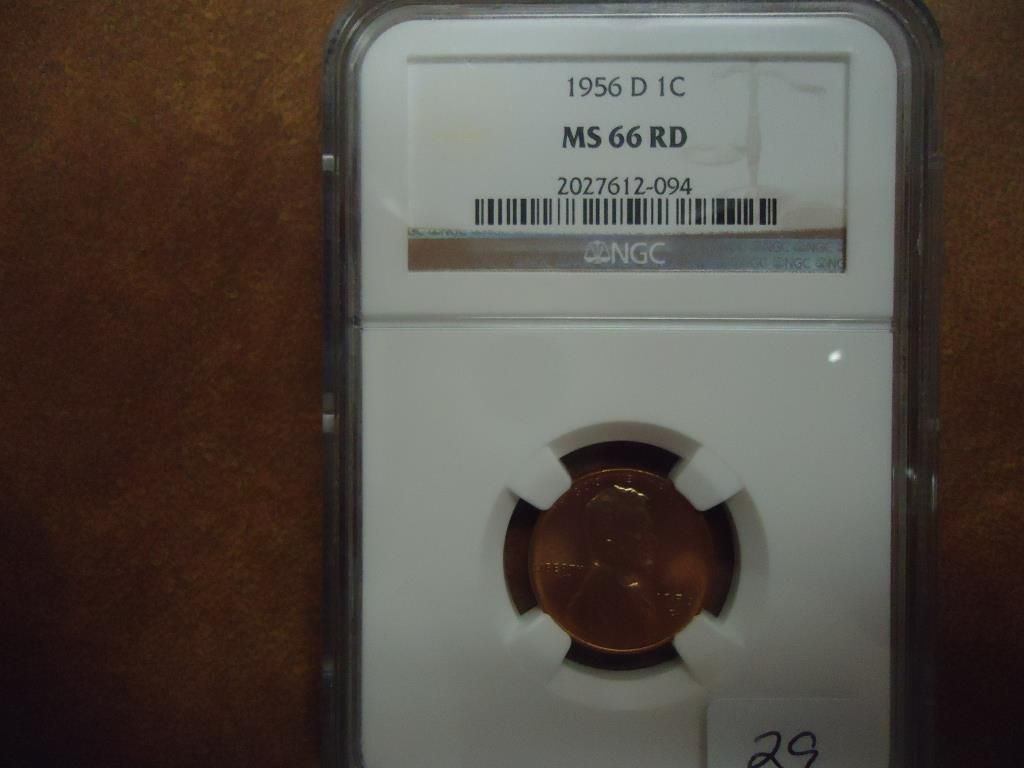 1956 D 1C
MS 66 RD
2027612-094
NGC
LIBERTY
29